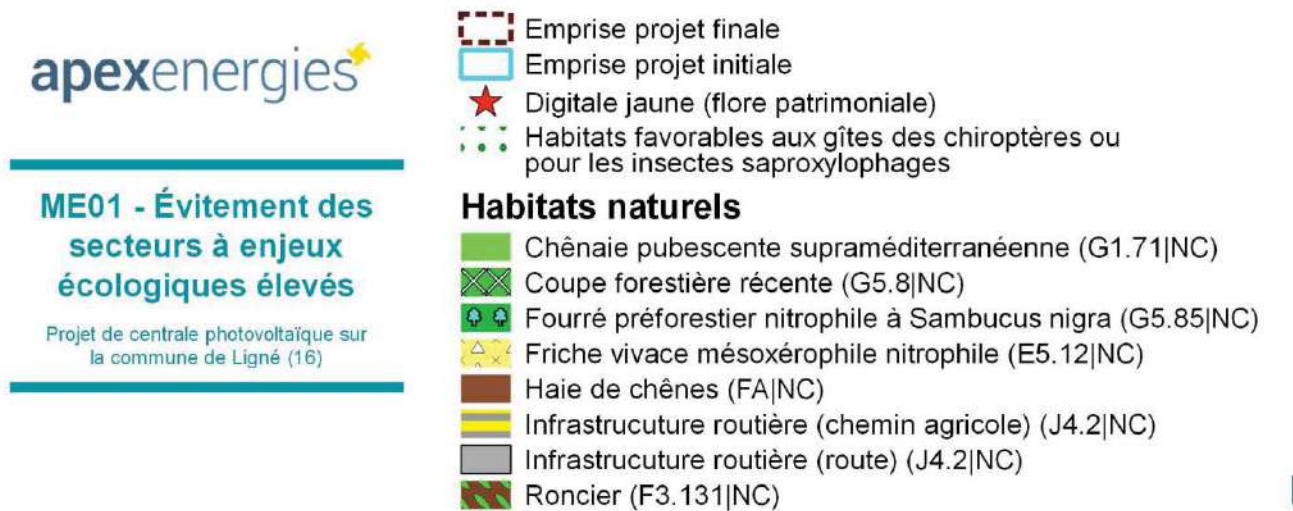 apexenergies
ME01 - Évitement des
secteurs à enjeux
écologiques élevés
Projet de centrale photovoltaïque sur
la commune de Ligné (16)
Emprise projet finale
Emprise projet initiale
Digitale jaune (flore patrimoniale)
Habitats favorables aux gîtes des chiroptères ou
pour les insectes saproxylophages
Habitats naturels
Chênaie pubescente supraméditerranéenne (G1.71|NC)
Coupe forestière récente (G5.8|NC)
Fourré préforestier nitrophile à Sambucus nigra (G5.85|NC)
Friche vivace mésoxérophile nitrophile (E5.12|NC)
Haie de chênes (FA|NC)
Infrastrucuture routière (chemin agricole) (J4.2|NC)
Infrastrucuture routière (route) (J4.2|NC)
Roncier (F3.131|NC)